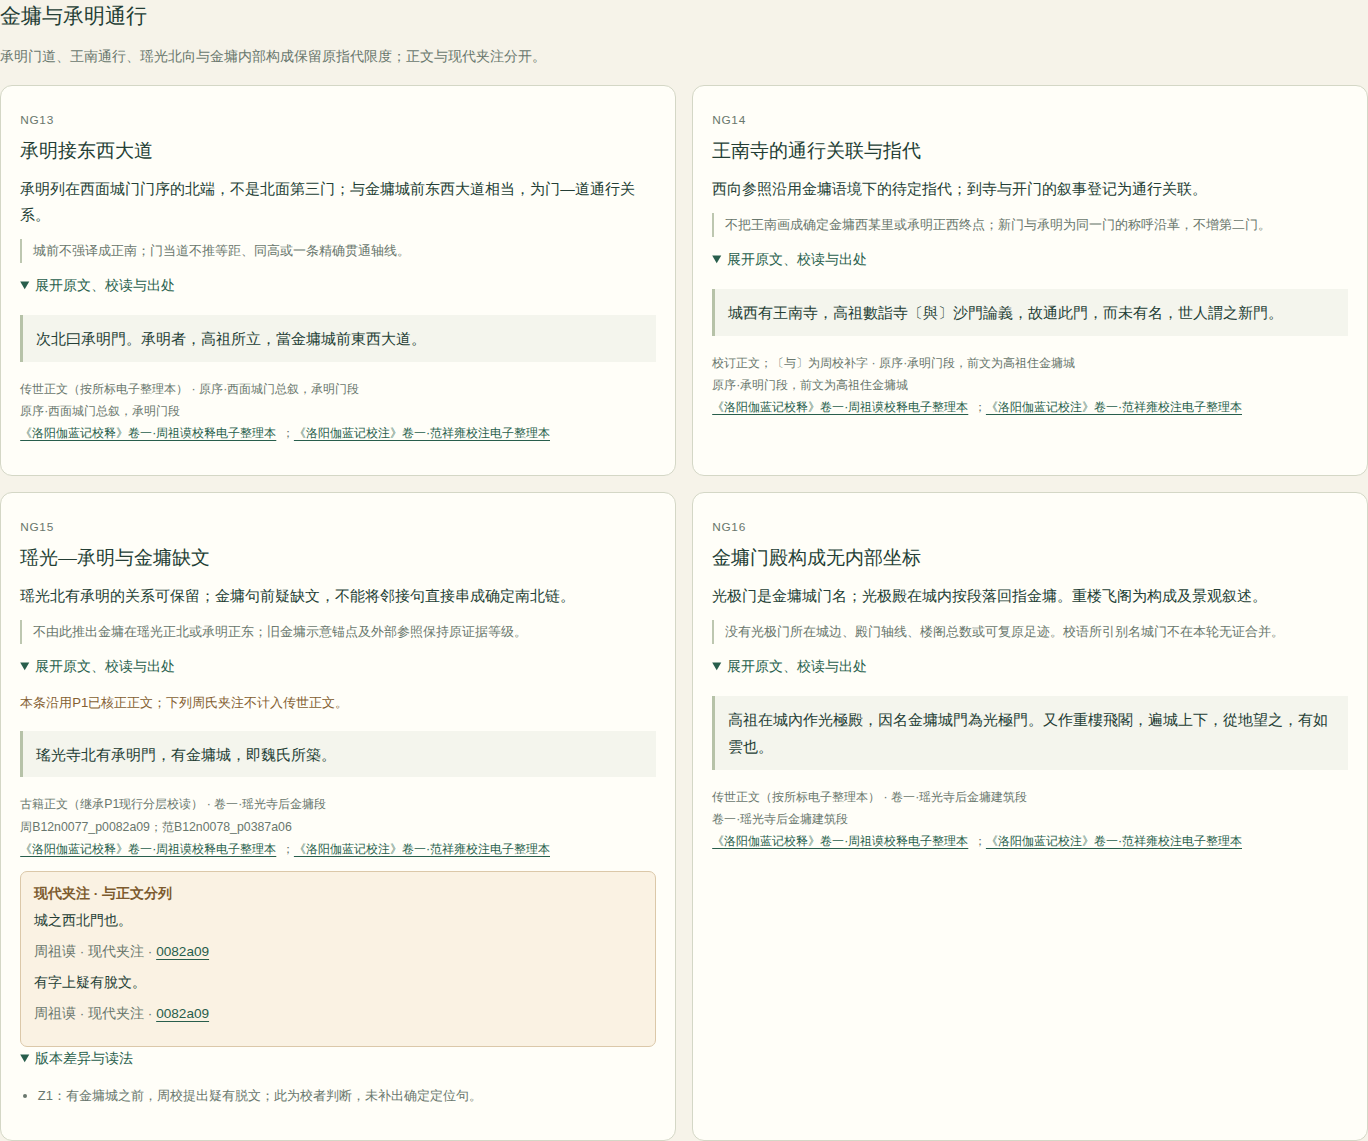 金墉与承明通行
承明门道、王南通行、瑶光北向与金墉内部构成保留原指代限度；正文与现代夹注分开。
NG13
承明接东西大道
承明列在西面城门门序的北端，不是北面第三门；与金墉城前东西大道相当，为门—道通行关
系。
城前不强译成正南；门当道不推等距、同高或一条精确贯通轴线。
▼ 展开原文、校读与出处
次北曰承明門。承明者，高祖所立，當金墉城前東西大道。
传世正文（按所标电子整理本） · 原序·西面城门总叙，承明门段
原序·西面城门总叙，承明门段
《洛阳伽蓝记校释》卷一·周祖谟校释电子整理本 ；《洛阳伽蓝记校注》卷一·范祥雍校注电子整理本
NG14
王南寺的通行关联与指代
西向参照沿用金墉语境下的待定指代；到寺与开门的叙事登记为通行关联。
不把王南画成确定金墉西某里或承明正西终点；新门与承明为同一门的称呼沿革，不增第二门。
▼ 展开原文、校读与出处
城西有王南寺，高祖數詣寺〔與〕沙門論義，故通此門，而未有名，世人謂之新門。
校订正文；〔与〕为周校补字 · 原序·承明门段，前文为高祖住金墉城
原序·承明门段，前文为高祖住金墉城
《洛阳伽蓝记校释》卷一·周祖谟校释电子整理本 ；《洛阳伽蓝记校注》卷一·范祥雍校注电子整理本
NG15
瑶光—承明与金墉缺文
瑶光北有承明的关系可保留；金墉句前疑缺文，不能将邻接句直接串成确定南北链。
不由此推出金墉在瑶光正北或承明正东；旧金墉示意锚点及外部参照保持原证据等级。
▼ 展开原文、校读与出处
本条沿用P1已核正正文；下列周氏夹注不计入传世正文。
瑤光寺北有承明門，有金墉城，即魏氏所築。
古籍正文（继承P1现行分层校读） · 卷一·瑶光寺后金墉段
周B12n0077_p0082a09；范B12n0078_p0387a06
《洛阳伽蓝记校释》卷一·周祖谟校释电子整理本 ；《洛阳伽蓝记校注》卷一·范祥雍校注电子整理本
现代夹注 · 与正文分列
城之西北門也。
周祖谟 · 现代夹注 · 0082a09
有字上疑有脫文。
周祖谟 · 现代夹注 · 0082a09
▼ 版本差异与读法
• Z1：有金墉城之前，周校提出疑有脱文；此为校者判断，未补出确定定位句。
NG16
金墉门殿构成无内部坐标
光极门是金墉城门名；光极殿在城内按段落回指金墉。重楼飞阁为构成及景观叙述。
没有光极门所在城边、殿门轴线、楼阁总数或可复原足迹。校语所引别名城门不在本轮无证合并。
▼ 展开原文、校读与出处
高祖在城內作光極殿，因名金墉城門為光極門。又作重樓飛閣，遍城上下，從地望之，有如
雲也。
传世正文（按所标电子整理本） · 卷一·瑶光寺后金墉建筑段
卷一·瑶光寺后金墉建筑段
《洛阳伽蓝记校释》卷一·周祖谟校释电子整理本 ；《洛阳伽蓝记校注》卷一·范祥雍校注电子整理本